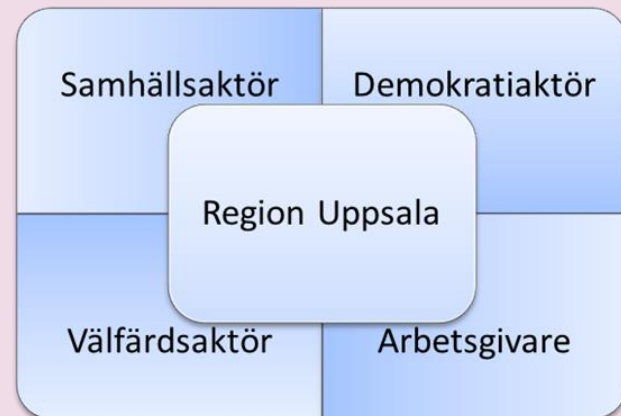 Samhällsaktör
Demokratiaktör
Region Uppsala
Välfärdsaktör
Arbetsgivare